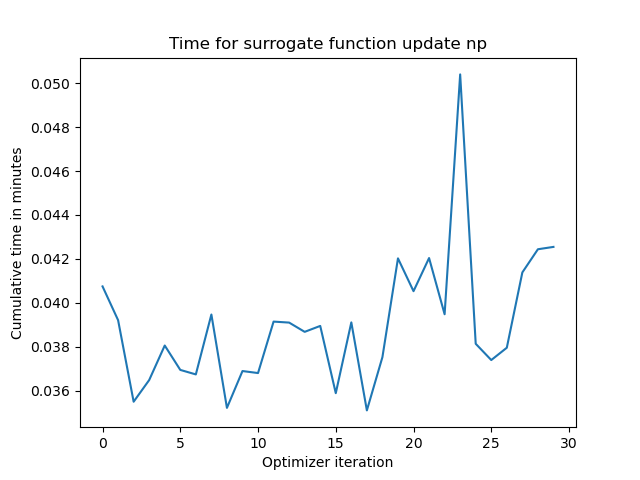 Time for surrogate function update np
Cumulative time in minutes
0.050
0.048
0.046
0.044
0.042
0.040
0.038
0.036
0 5 10 15 20 25 30
Optimizer iteration